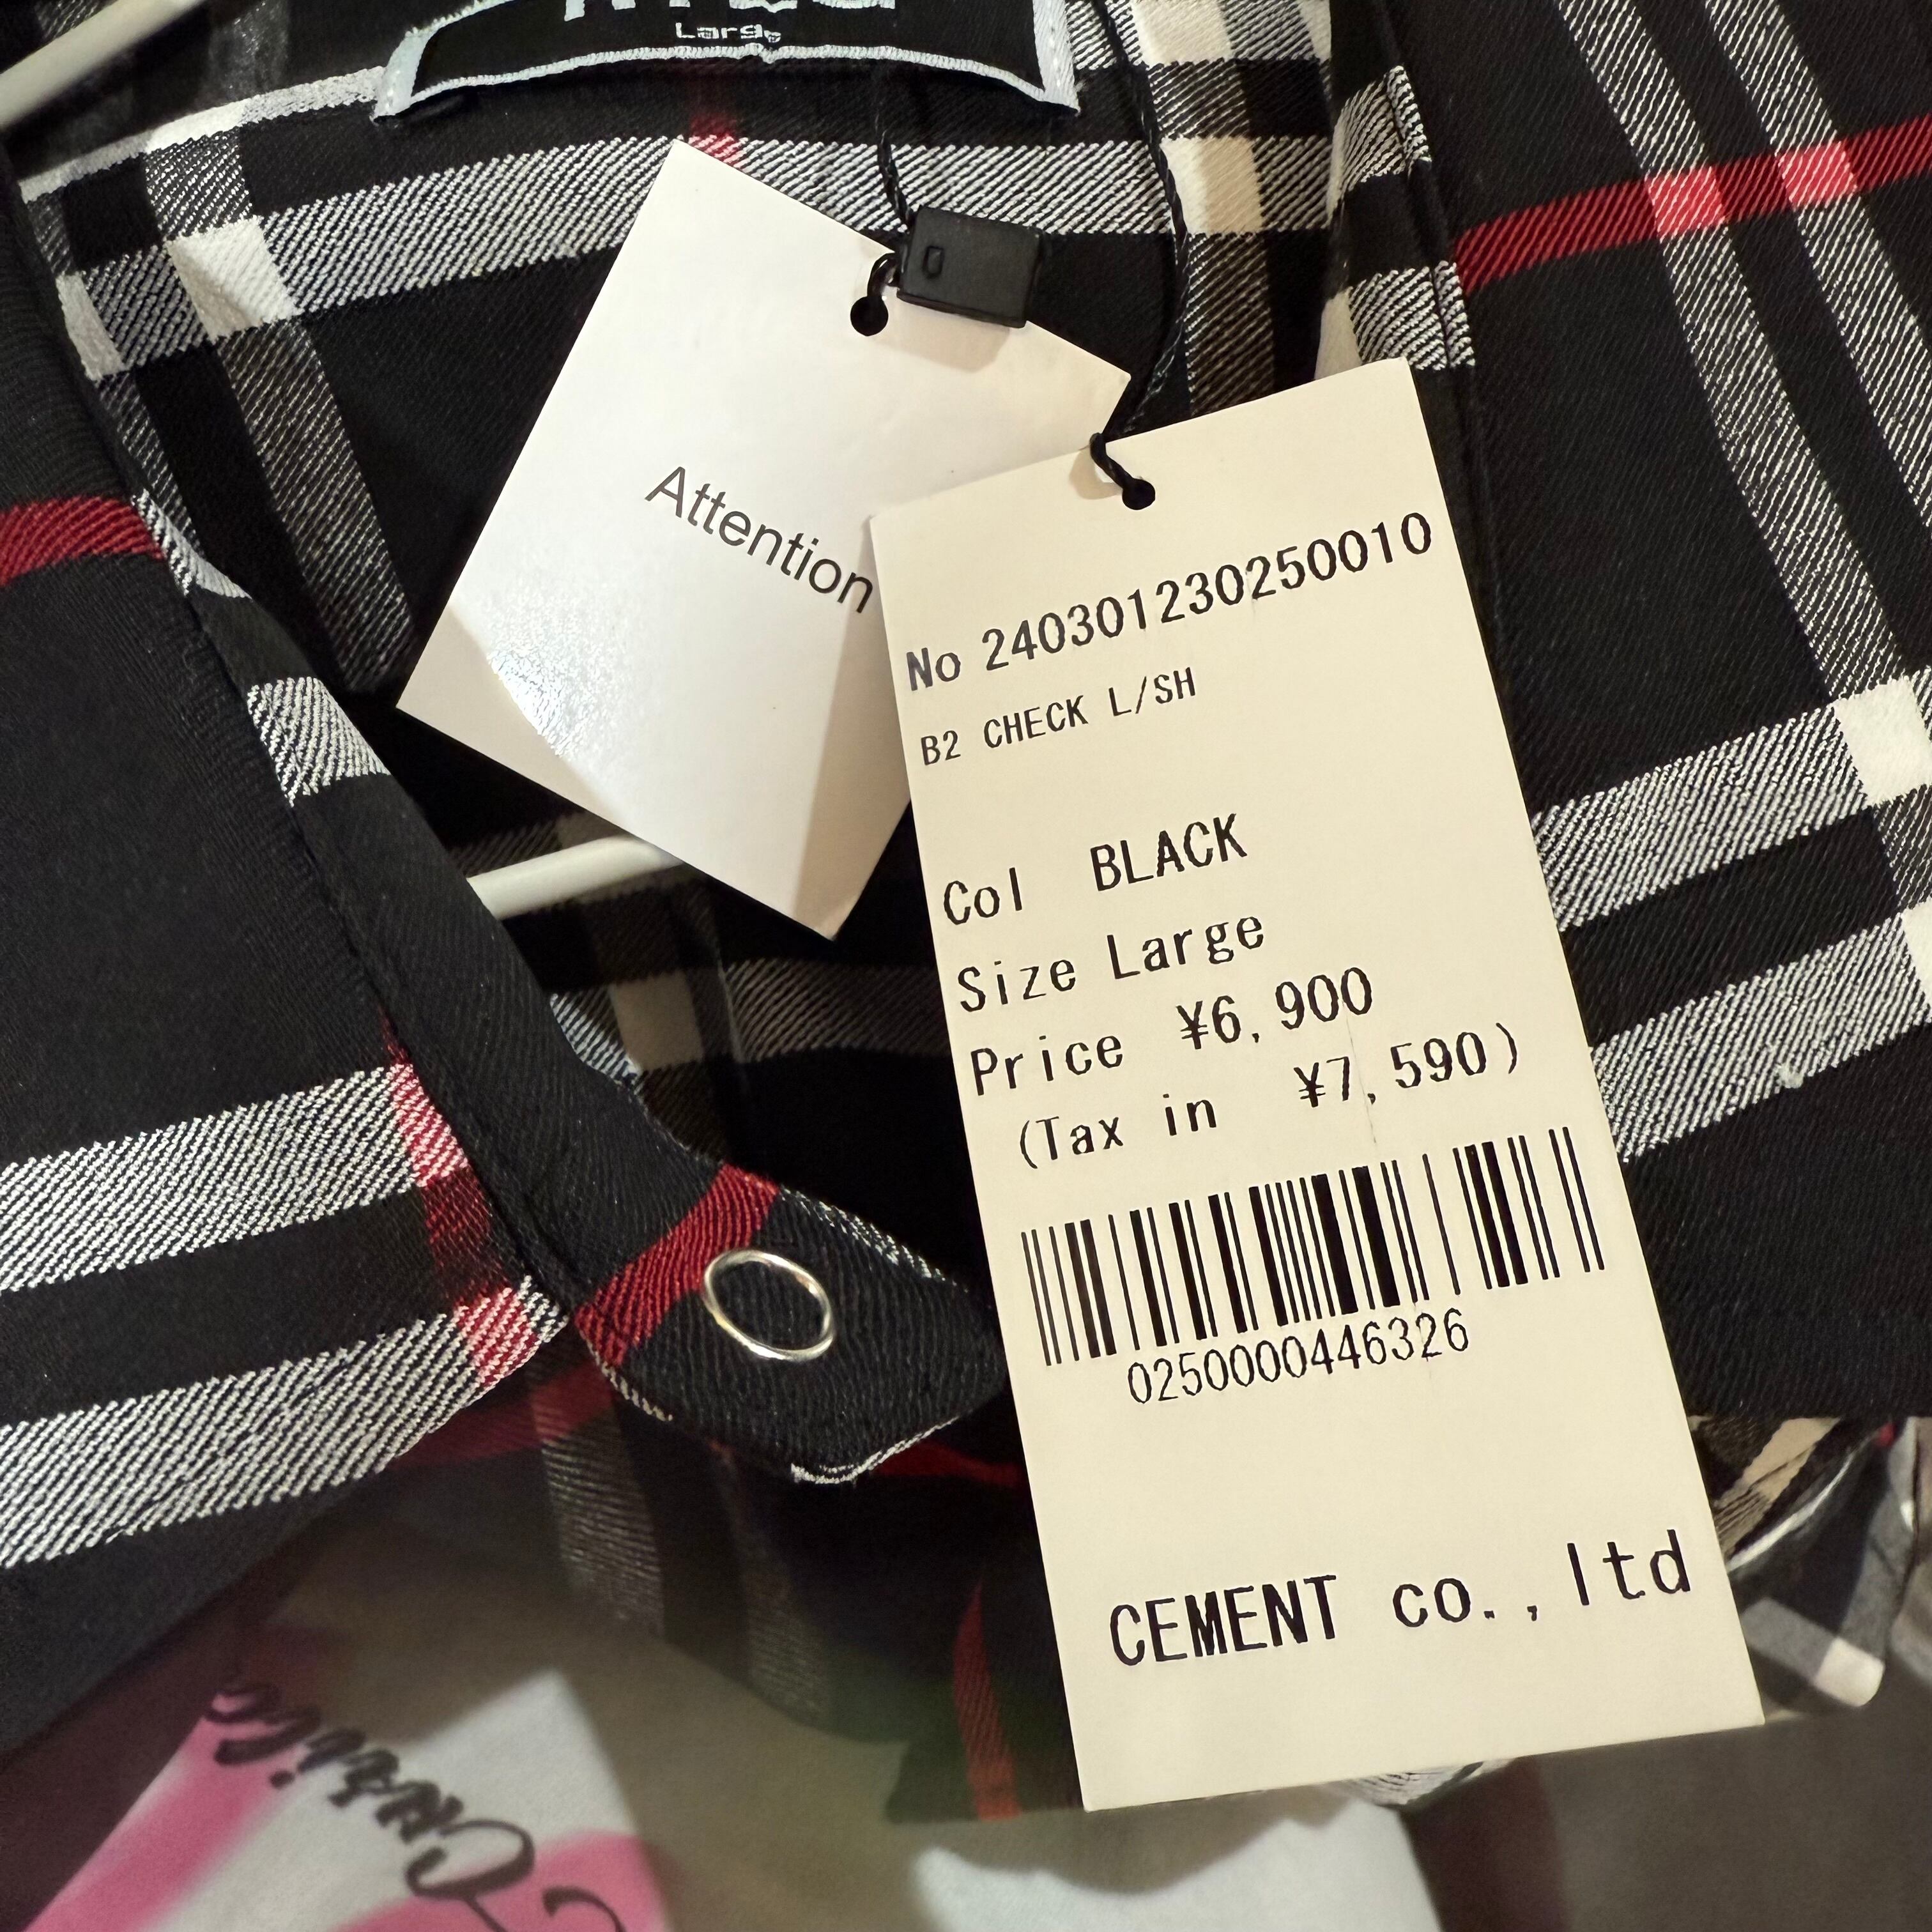 Large
Attention
No 240301230250010
B2 CHECK L/SH
Col BLACK
Size Large
Price ¥6,900
(Tax in ¥7,590)
0250000446326
CEMENT co.,ltd